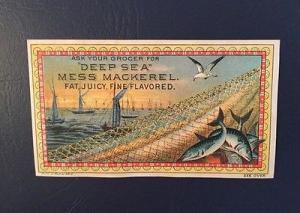 ASK YOUR GROCER FOR
"DEEP SEA"
MESS MACKEREL.
FAT, JUICY, FINE FLAVORED.
SEE OVER.